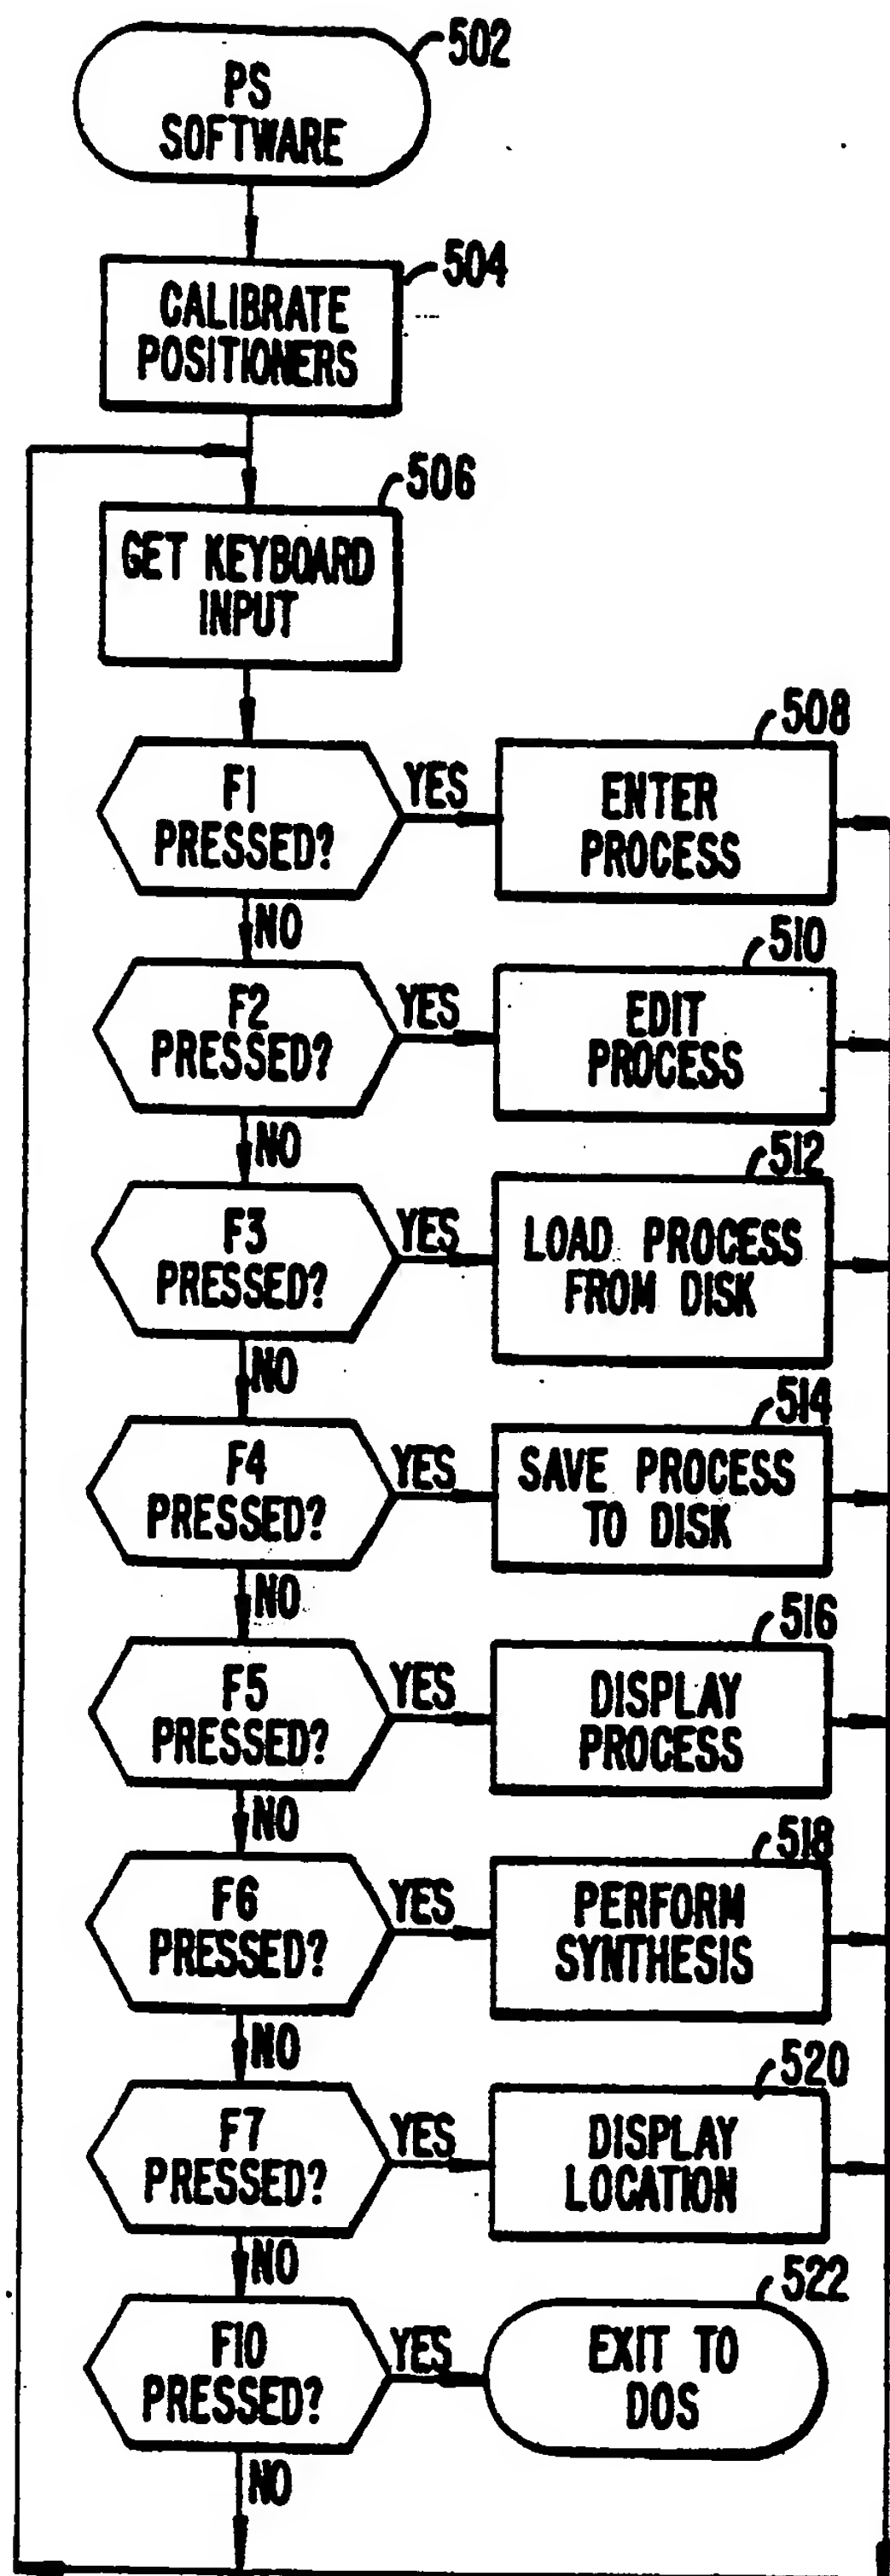 502
PS
SOFTWARE
504
CALIBRATE
POSITIONERS
506
GET KEYBOARD
INPUT
508
F1
PRESSED?
YES
ENTER
PROCESS
NO
510
F2
PRESSED?
YES
EDIT
PROCESS
NO
512
F3
PRESSED?
YES
LOAD PROCESS
FROM DISK
NO
514
F4
PRESSED?
YES
SAVE PROCESS
TO DISK
NO
516
F5
PRESSED?
YES
DISPLAY
PROCESS
NO
518
F6
PRESSED?
YES
PERFORM
SYNTHESIS
NO
520
F7
PRESSED?
YES
DISPLAY
LOCATION
NO
522
F10
PRESSED?
YES
EXIT TO
DOS
NO